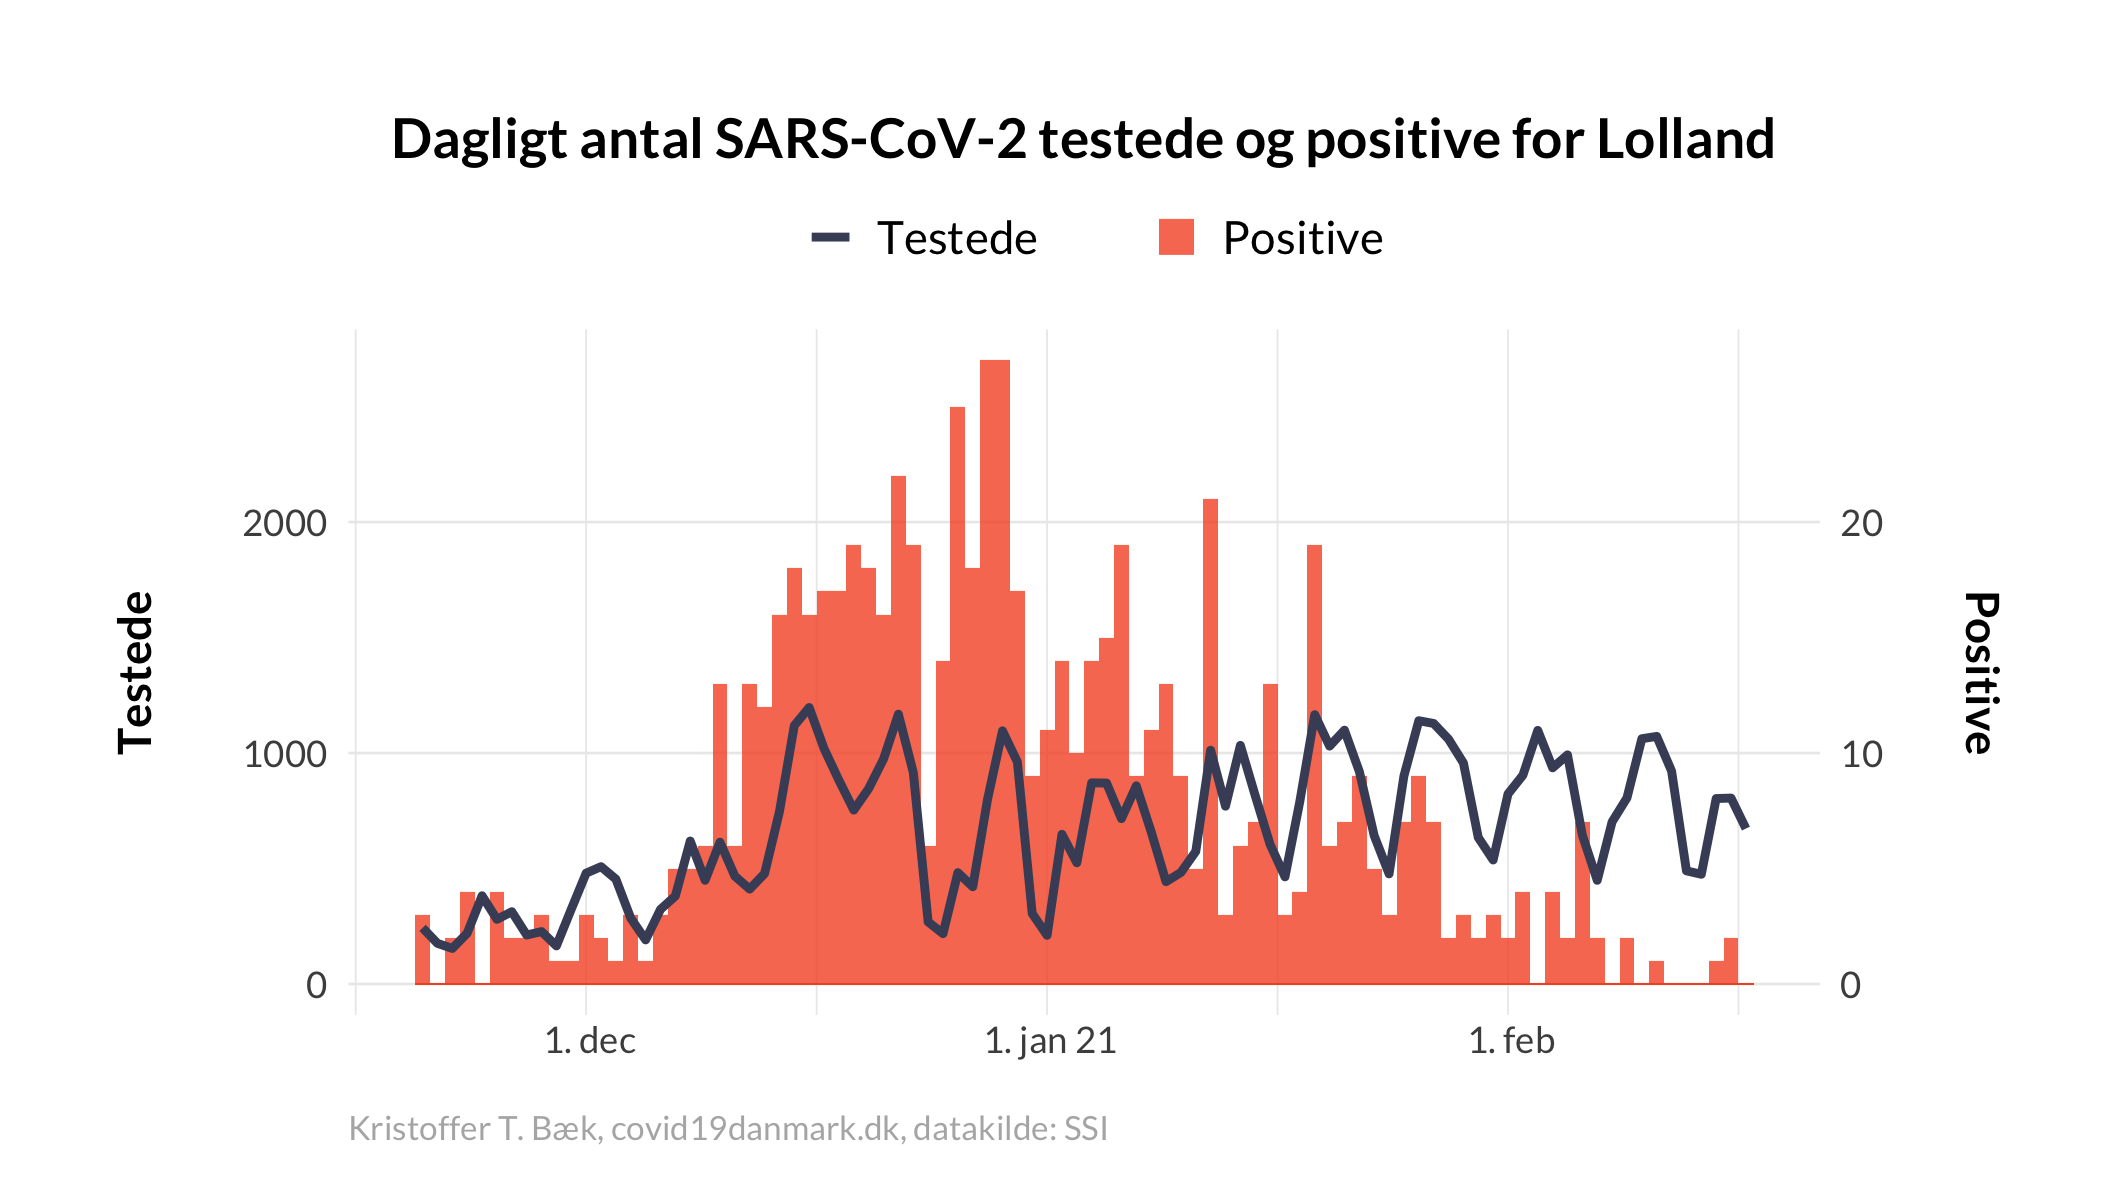 Dagligt antal SARS-CoV-2 testede og positive for Lolland
Testede
Positive
2000
1000
0
20
10
0
Testede
Positive
1. dec
1. jan 21
1. feb
Kristoffer T. Bæk, covid19danmark.dk, datakilde: SSI